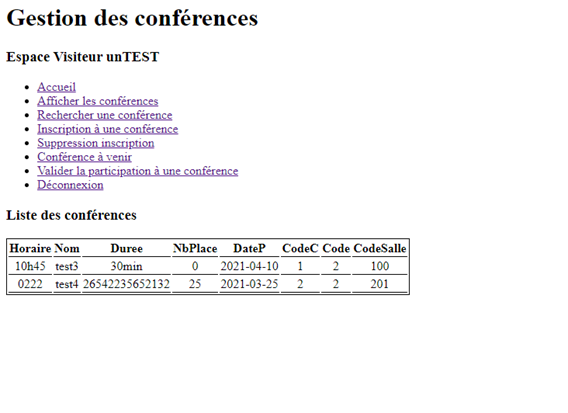 Gestion des conférences
Espace Visiteur unTEST
Accueil
Afficher les conférences
Rechercher une conférence
Inscription à une conférence
Suppression inscription
Conférence à venir
Valider la participation à une conférence
Déconnexion
Liste des conférences
Horaire Nom Duree NbPlace DateP CodeC Code CodeSalle
10h45 test3 30min 0 2021-04-10 1 2 100
0222 test4 26542235652132 25 2021-03-25 2 2 201